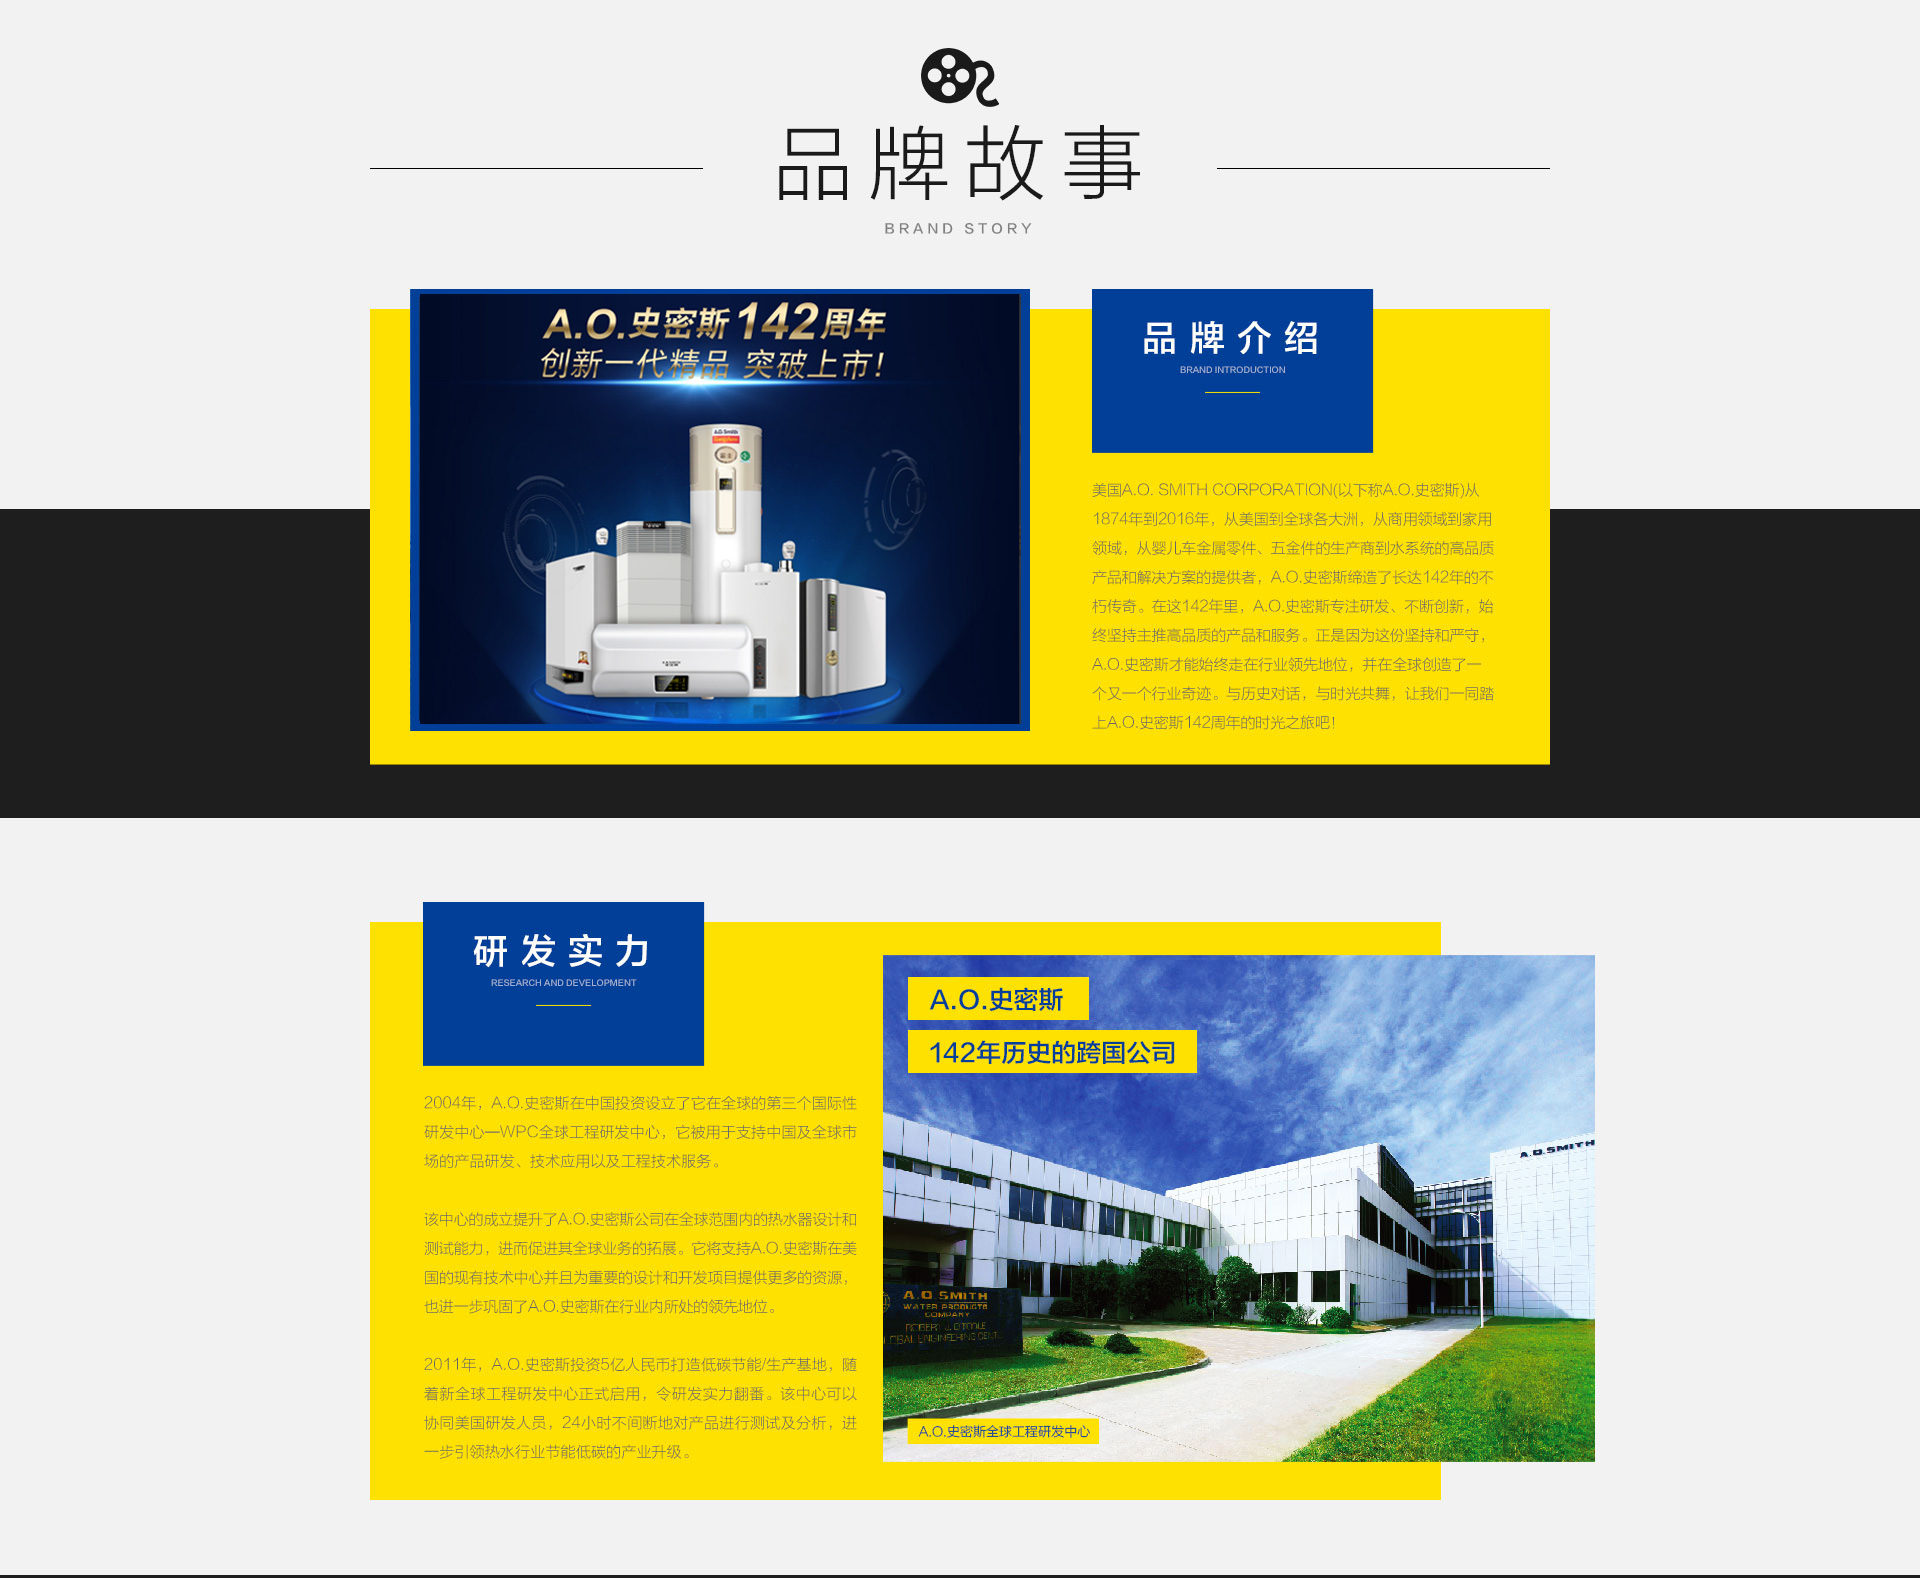 品牌故事
BRAND STORY
A.O.史密斯142周年
创新一代精品 突破上市!
A.O.Smith
品牌介绍
BRAND INTRODUCTION
美国A.O. SMITH CORPORATION(以下称A.O.史密斯)从
1874年到2016年，从美国到全球各大洲，从商用领域到家用
领域，从婴儿车金属零件、五金件的生产商到水系统的高品质
产品和解决方案的提供者，A.O.史密斯缔造了长达142年的不
朽传奇。在这142年里，A.O.史密斯专注研发、不断创新，始
终坚持主推高品质的产品和服务。正是因为这份坚持和严守，
A.O.史密斯才能始终走在行业领先地位，并在全球创造了一
个又一个行业奇迹。与历史对话，与时光共舞，让我们一同踏
上A.O.史密斯142周年的时光之旅吧！
研发实力
RESEARCH AND DEVELOPMENT
2004年，A.O.史密斯在中国投资设立了它在全球的第三个国际性
研发中心—WPC全球工程研发中心，它被用于支持中国及全球市
场的产品研发、技术应用以及工程技术服务。
该中心的成立提升了A.O.史密斯公司在全球范围内的热水器设计和
测试能力，进而促进其全球业务的拓展。它将支持A.O.史密斯在美
国的现有技术中心并且为重要的设计和开发项目提供更多的资源，
也进一步巩固了A.O.史密斯在行业内所处的领先地位。
2011年，A.O.史密斯投资5亿人民币打造低碳节能/生产基地，随
着新全球工程研发中心正式启用，令研发实力翻番。该中心可以
协同美国研发人员，24小时不间断地对产品进行测试及分析，进
一步引领热水行业节能低碳的产业升级。
A.O.史密斯
142年历史的跨国公司
A.O.SMITH
A.O SMITH
WATER PRODUCTS
COMPANY
ROBERT J. O'TOOLE
A.O.史密斯全球工程研发中心